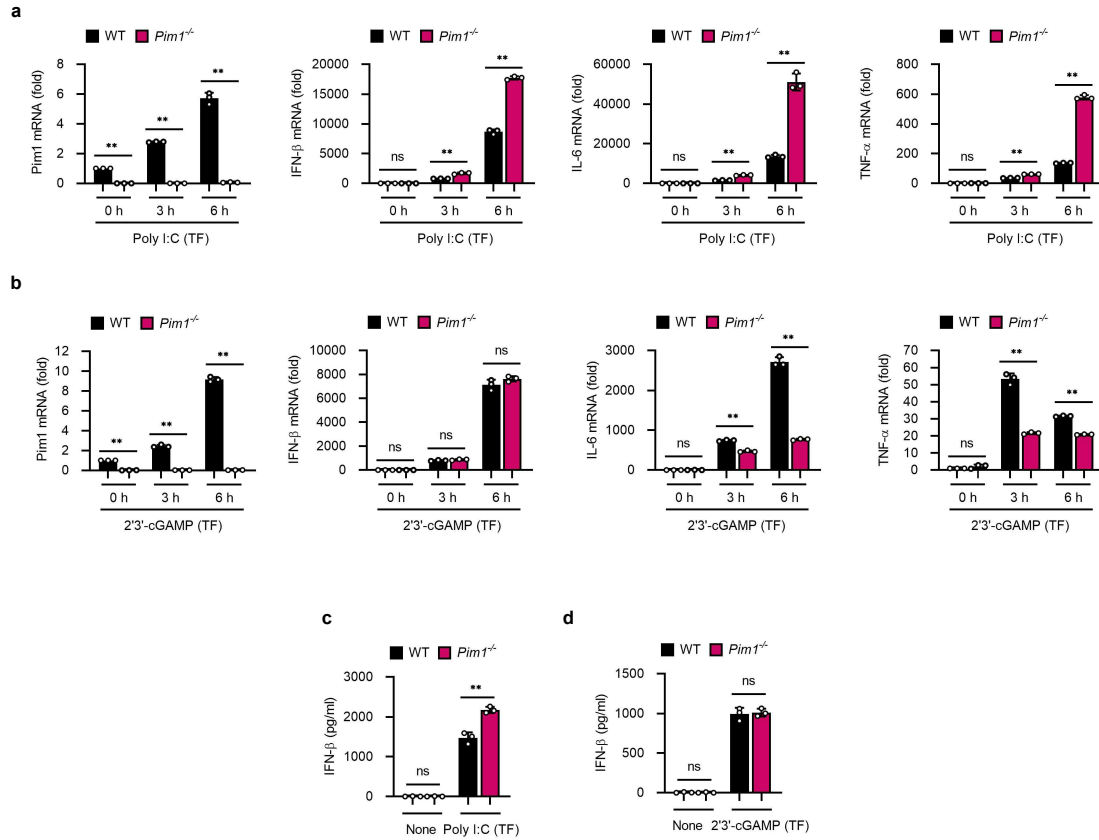 a
WT Pim1-/-
Pim1 mRNA (fold)
8
6
4
2
0
**
**
**
0 h 3 h 6 h
Poly I:C (TF)
WT Pim1-/-
IFN-β mRNA (fold)
20000
15000
10000
5000
0
ns
**
**
0 h 3 h 6 h
Poly I:C (TF)
WT Pim1-/-
IL-6 mRNA (fold)
60000
40000
20000
0
ns
**
**
0 h 3 h 6 h
Poly I:C (TF)
WT Pim1-/-
TNF-α mRNA (fold)
800
600
400
200
0
ns
**
**
0 h 3 h 6 h
Poly I:C (TF)
b
WT Pim1-/-
Pim1 mRNA (fold)
12
10
8
6
4
2
0
**
**
**
0 h 3 h 6 h
2'3'-cGAMP (TF)
WT Pim1-/-
IFN-β mRNA (fold)
10000
8000
6000
4000
2000
0
ns
ns
ns
0 h 3 h 6 h
2'3'-cGAMP (TF)
WT Pim1-/-
IL-6 mRNA (fold)
3000
2000
1000
0
ns
**
**
0 h 3 h 6 h
2'3'-cGAMP (TF)
WT Pim1-/-
TNF-α mRNA (fold)
70
60
50
40
30
20
10
0
ns
**
**
0 h 3 h 6 h
2'3'-cGAMP (TF)
c
WT Pim1-/-
IFN-β (pg/ml)
3000
2000
1000
0
ns
**
None Poly I:C (TF)
d
WT Pim1-/-
IFN-β (pg/ml)
1500
1000
500
0
ns
ns
None 2'3'-cGAMP (TF)